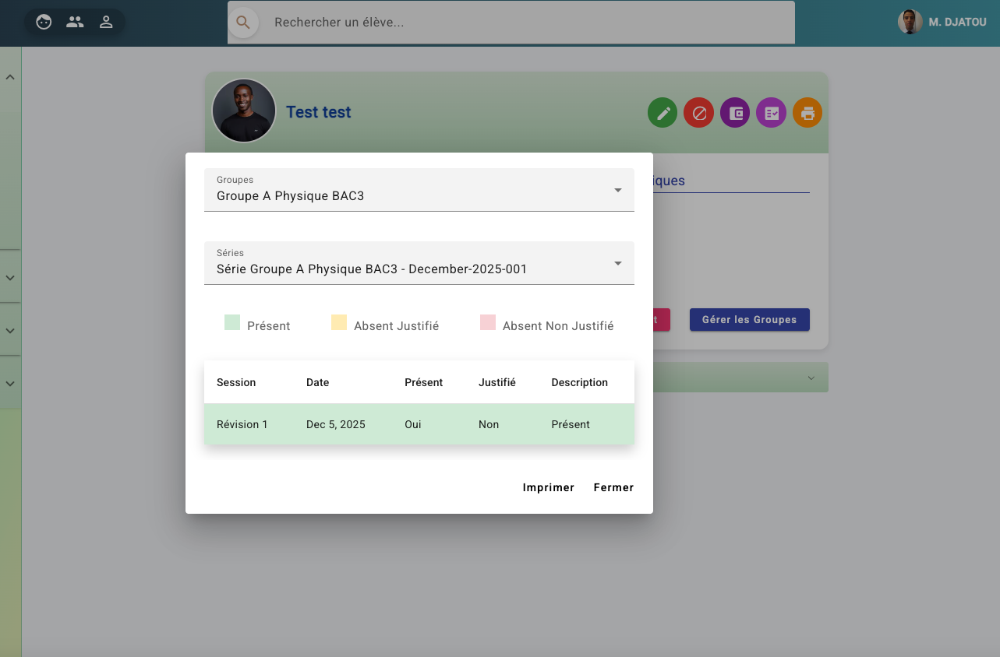 Rechercher un élève...
M. DJATOU
Test test
Groupes
Groupe A Physique BAC3
iques
Séries
Série Groupe A Physique BAC3 - December-2025-001
Présent
Absent Justifié
Absent Non Justifié
t
Gérer les Groupes
Session Date Présent Justifié Description
Révision 1 Dec 5, 2025 Oui Non Présent
Imprimer Fermer